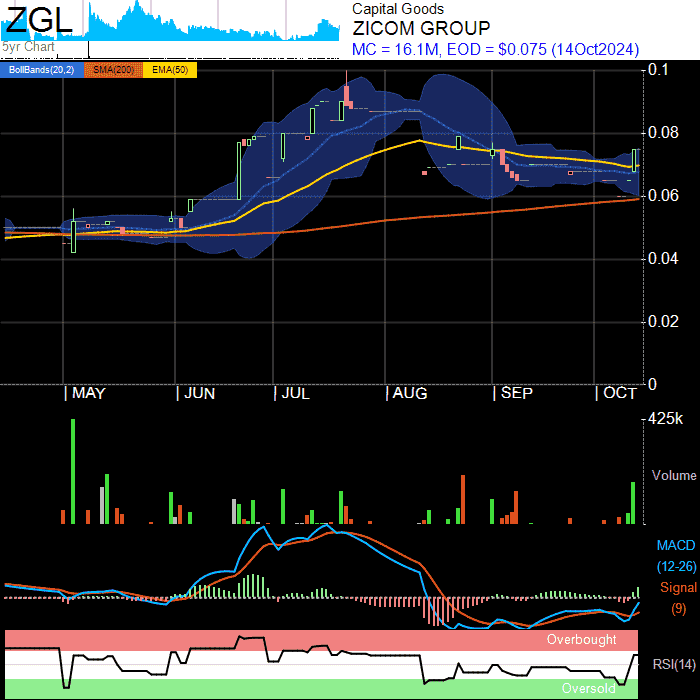 ZGL
5yr Chart
Capital Goods
ZICOM GROUP
MC = 16.1M, EOD = $0.075 (14Oct2024)
BollBands(20,2) SMA(200) EMA(50)
0.1
0.08
0.06
0.04
0.02
0
MAY JUN JUL AUG SEP OCT
425k
Volume
MACD
(12-26)
Signal
(9)
Overbought
RSI(14)
Oversold